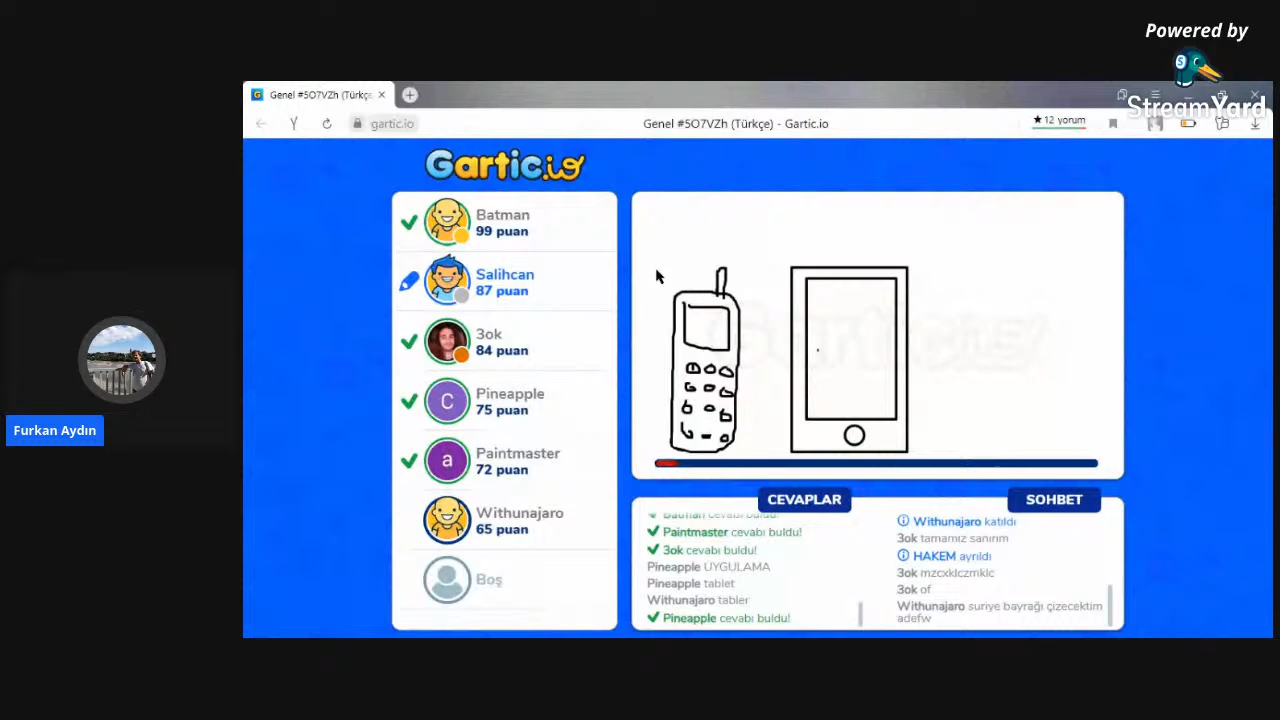 Powered by
StreamYard
Genel #5O7VZh (Türkçe
gartic.io
Genel #5O7VZh (Türkçe) - Gartic.io
★12 yorum
Gartic.io
Batman
99 puan
Salihcan
87 puan
3ok
84 puan
C
Pineapple
75 puan
a
Paintmaster
72 puan
Withunajaro
65 puan
Boş
Furkan Aydın
CEVAPLAR
Batman cevabı buldu!
Paintmaster cevabı buldu!
3ok cevabı buldu!
Pineapple UYGULAMA
Pineapple tablet
Withunajaro tabler
Pineapple cevabı buldu!
SOHBET
Withunajaro katıldı
3ok tamamız sanırım
HAKEM ayrıldı
3ok mzcxklczmklc
3ok of
Withunajaro suriye bayrağı çizecektim
adefw